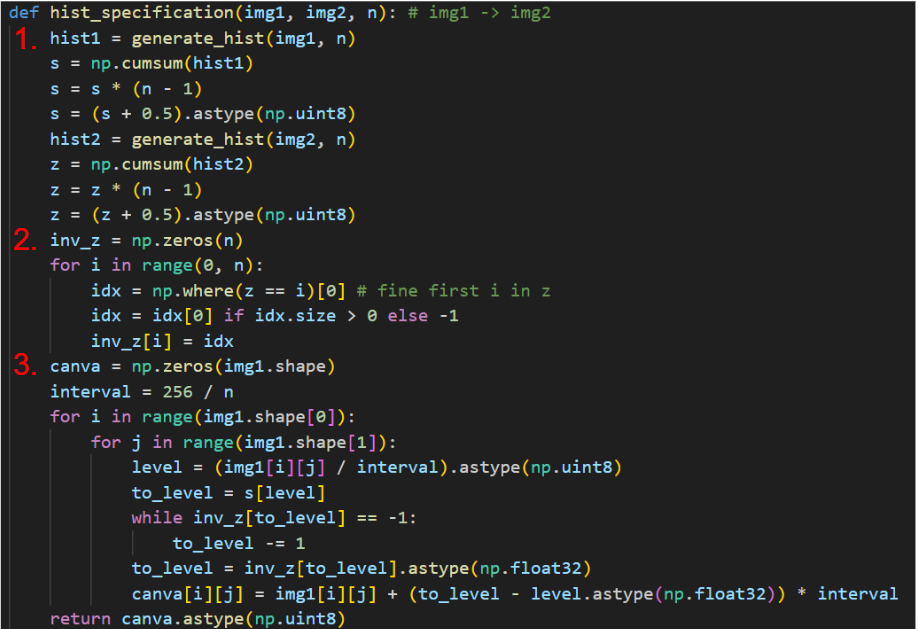 def hist_specification(img1, img2, n): # img1 -> img2
1. hist1 = generate_hist(img1, n)
s = np.cumsum(hist1)
s = s * (n - 1)
s = (s + 0.5).astype(np.uint8)
hist2 = generate_hist(img2, n)
z = np.cumsum(hist2)
z = z * (n - 1)
z = (z + 0.5).astype(np.uint8)
2. inv_z = np.zeros(n)
for i in range(0, n):
idx = np.where(z == i)[0] # fine first i in z
idx = idx[0] if idx.size > 0 else -1
inv_z[i] = idx
3. canva = np.zeros(img1.shape)
interval = 256 / n
for i in range(img1.shape[0]):
for j in range(img1.shape[1]):
level = (img1[i][j] / interval).astype(np.uint8)
to_level = s[level]
while inv_z[to_level] == -1:
to_level -= 1
to_level = inv_z[to_level].astype(np.float32)
canva[i][j] = img1[i][j] + (to_level - level.astype(np.float32)) * interval
return canva.astype(np.uint8)